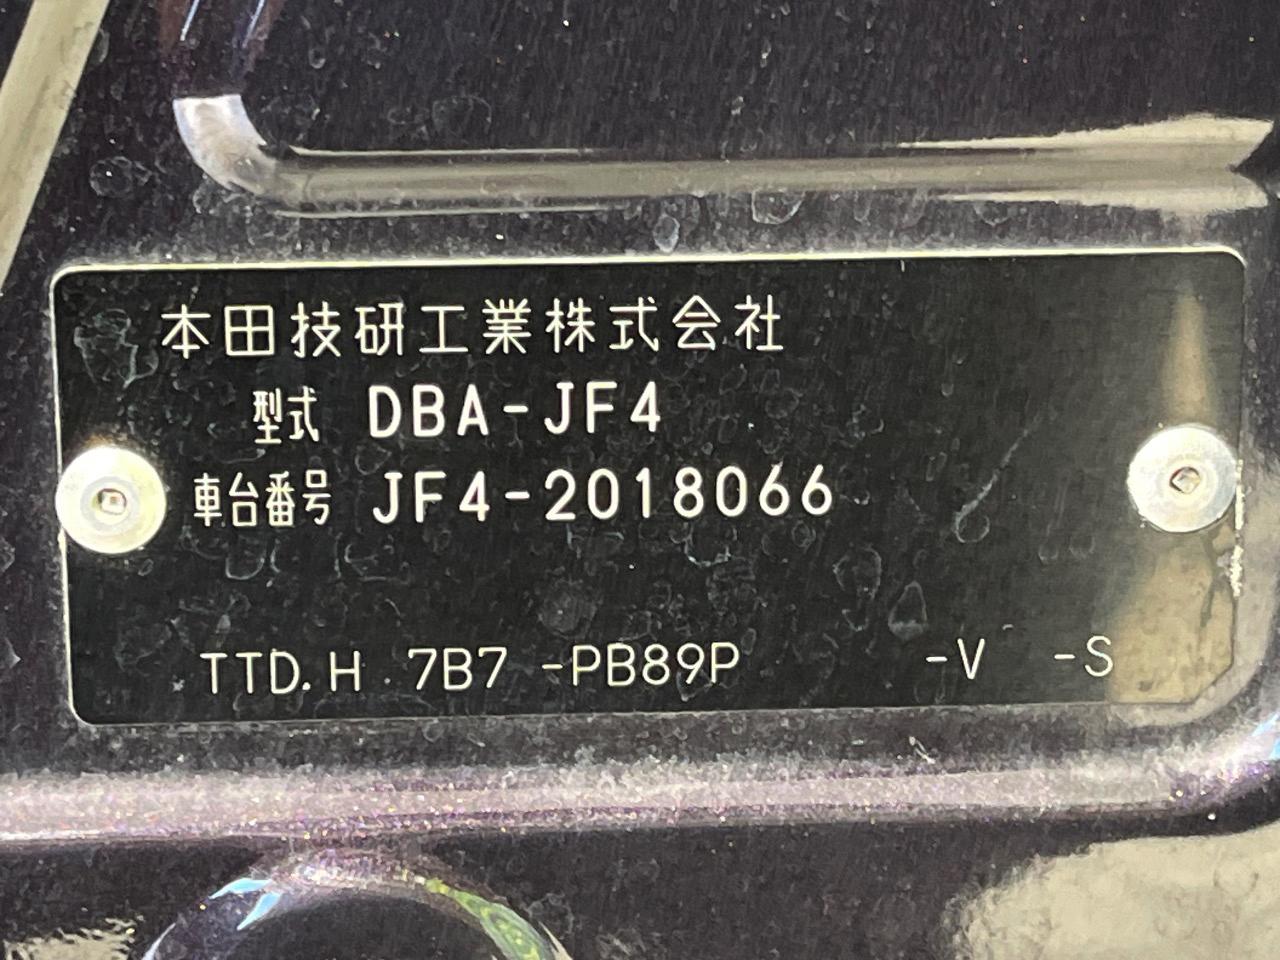 本田技研工業株式会社
型式 DBA-JF4
車台番号 JF4-2018066
TTD.H 7B7 -PB89P -V -S